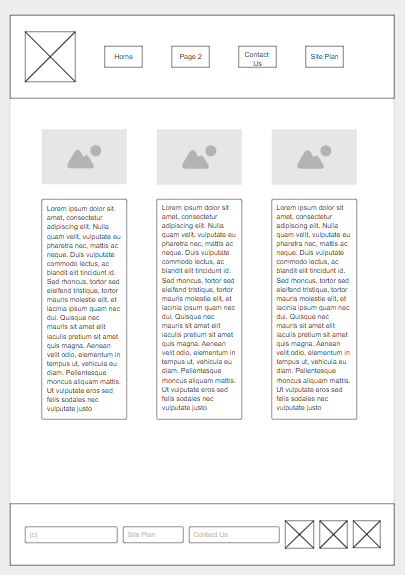 Home
Page 2
Contact
Us
Site Plan
Lorem ipsum dolor sit
amet, consectetur
adipiscing elit. Nulla
quam velit, vulputate eu
pharetra nec, mattis ac
neque. Duis vulputate
commodo lectus, ac
blandit elit tincidunt id.
Sed rhoncus, tortor sed
eleifend tristique, tortor
mauris molestie elit, et
lacinia ipsum quam nec
dui. Quisque nec
mauris sit amet elit
iaculis pretium sit amet
quis magna. Aenean
velit odio, elementum in
tempus ut, vehicula eu
diam. Pellentesque
rhoncus aliquam mattis.
Ut vulputate eros sed
felis sodales nec
vulputate justo
Lorem ipsum dolor sit
amet, consectetur
adipiscing elit. Nulla
quam velit, vulputate eu
pharetra nec, mattis ac
neque. Duis vulputate
commodo lectus, ac
blandit elit tincidunt id.
Sed rhoncus, tortor sed
eleifend tristique, tortor
mauris molestie elit, et
lacinia ipsum quam nec
dui. Quisque nec
mauris sit amet elit
iaculis pretium sit amet
quis magna. Aenean
velit odio, elementum in
tempus ut, vehicula eu
diam. Pellentesque
rhoncus aliquam mattis.
Ut vulputate eros sed
felis sodales nec
vulputate justo
Lorem ipsum dolor sit
amet, consectetur
adipiscing elit. Nulla
quam velit, vulputate eu
pharetra nec, mattis ac
neque. Duis vulputate
commodo lectus, ac
blandit elit tincidunt id.
Sed rhoncus, tortor sed
eleifend tristique, tortor
mauris molestie elit, et
lacinia ipsum quam nec
dui. Quisque nec
mauris sit amet elit
iaculis pretium sit amet
quis magna. Aenean
velit odio, elementum in
tempus ut, vehicula eu
diam. Pellentesque
rhoncus aliquam mattis.
Ut vulputate eros sed
felis sodales nec
vulputate justo
(c)
Site Plan
Contact Us